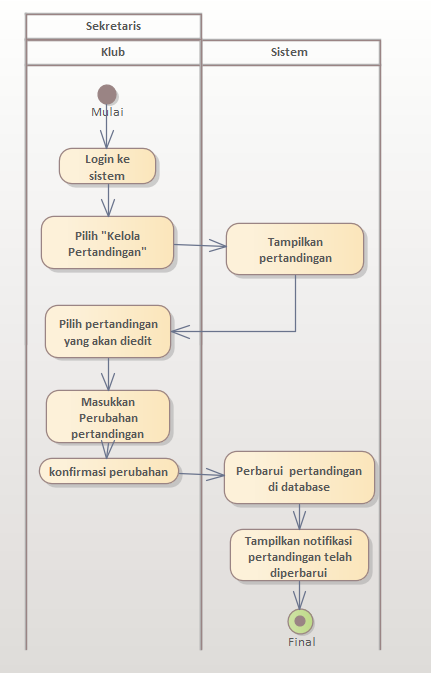 Sekretaris
Klub
Sistem
Mulai
Login ke
sistem
Pilih "Kelola
Pertandingan"
Tampilkan
pertandingan
Pilih pertandingan
yang akan diedit
Masukkan
Perubahan
pertandingan
konfirmasi perubahan
Perbarui pertandingan
di database
Tampilkan notifikasi
pertandingan telah
diperbarui
Final